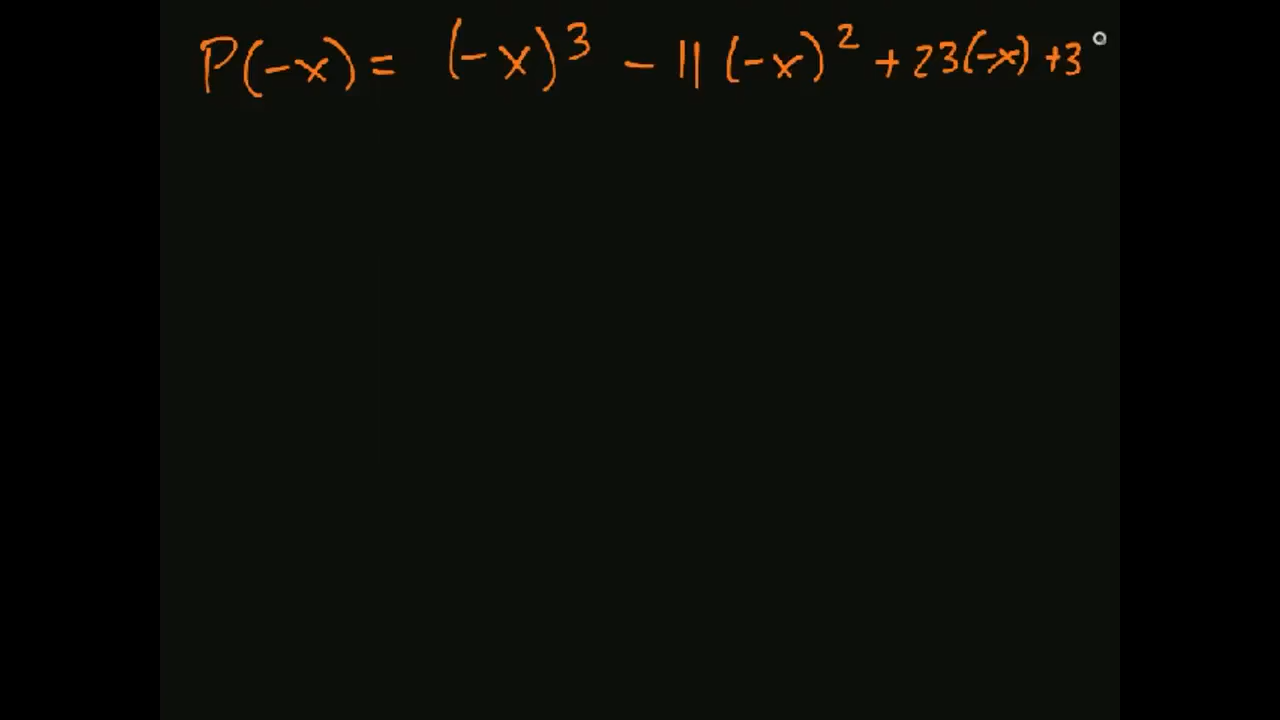 P(-x) = (-x)³ - 11(-x)² + 23(-x) + 3